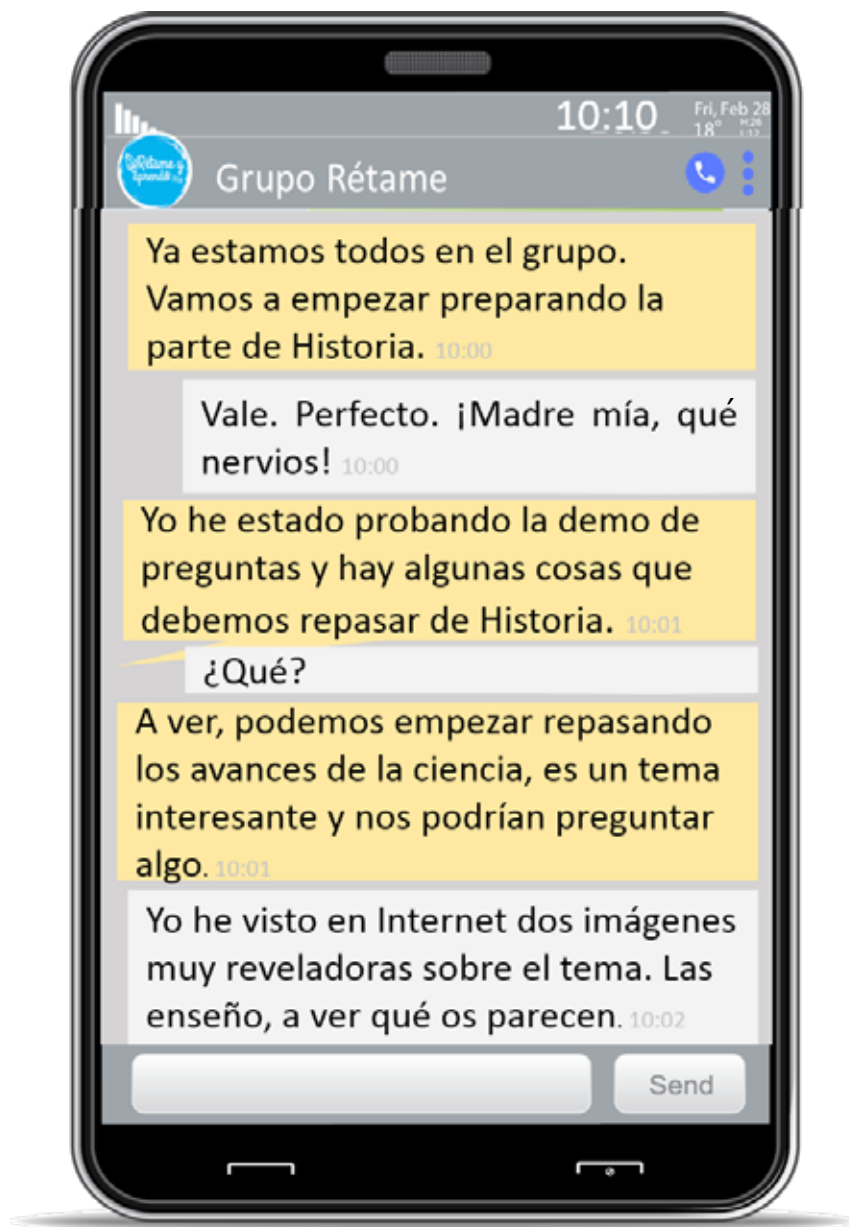 10:10
Fri, Feb 28
18°
Grupo Rétame
Ya estamos todos en el grupo.
Vamos a empezar preparando la
parte de Historia. 10:00
Vale. Perfecto. ¡Madre mía, qué
nervios! 10:00
Yo he estado probando la demo de
preguntas y hay algunas cosas que
debemos repasar de Historia. 10:01
¿Qué?
A ver, podemos empezar repasando
los avances de la ciencia, es un tema
interesante y nos podrían preguntar
algo. 10:01
Yo he visto en Internet dos imágenes
muy reveladoras sobre el tema. Las
enseño, a ver qué os parecen. 10:02
Send